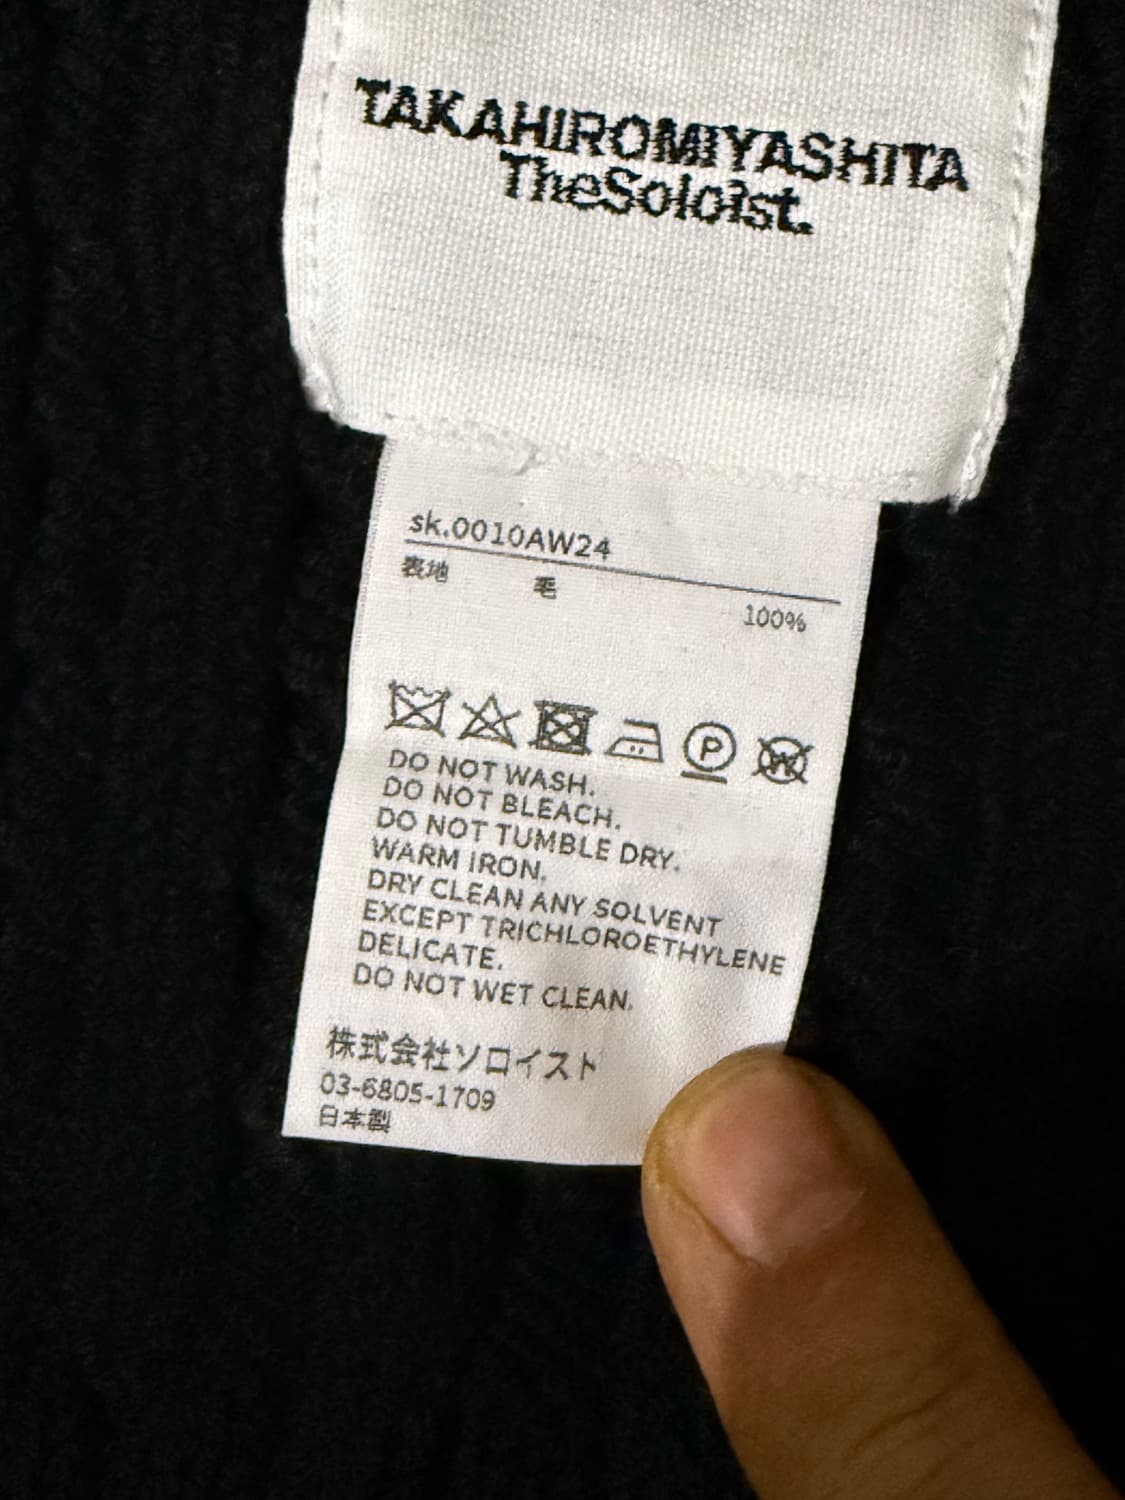 TAKAHIROMIYASHITA
TheSoloist.
sk.0010AW24
表地 毛 100%
P W
DO NOT WASH.
DO NOT BLEACH.
DO NOT TUMBLE DRY.
WARM IRON.
DRY CLEAN ANY SOLVENT
EXCEPT TRICHLOROETHYLENE
DELICATE.
DO NOT WET CLEAN.
株式会社ソロイスト
03-6805-1709
日本製